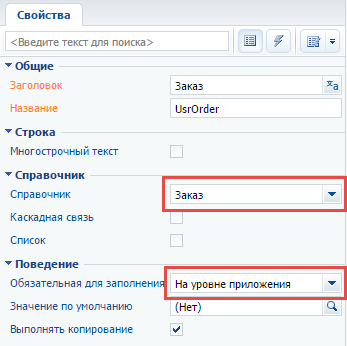 Свойства
<Введите текст для поиска>
Общие
Заголовок Заказ
Название UsrOrder
Строка
Многострочный текст
Справочник
Справочник Заказ
Каскадная связь
Список
Поведение
Обязательная для заполнения На уровне приложения
Значение по умолчанию (Нет)
Выполнять копирование